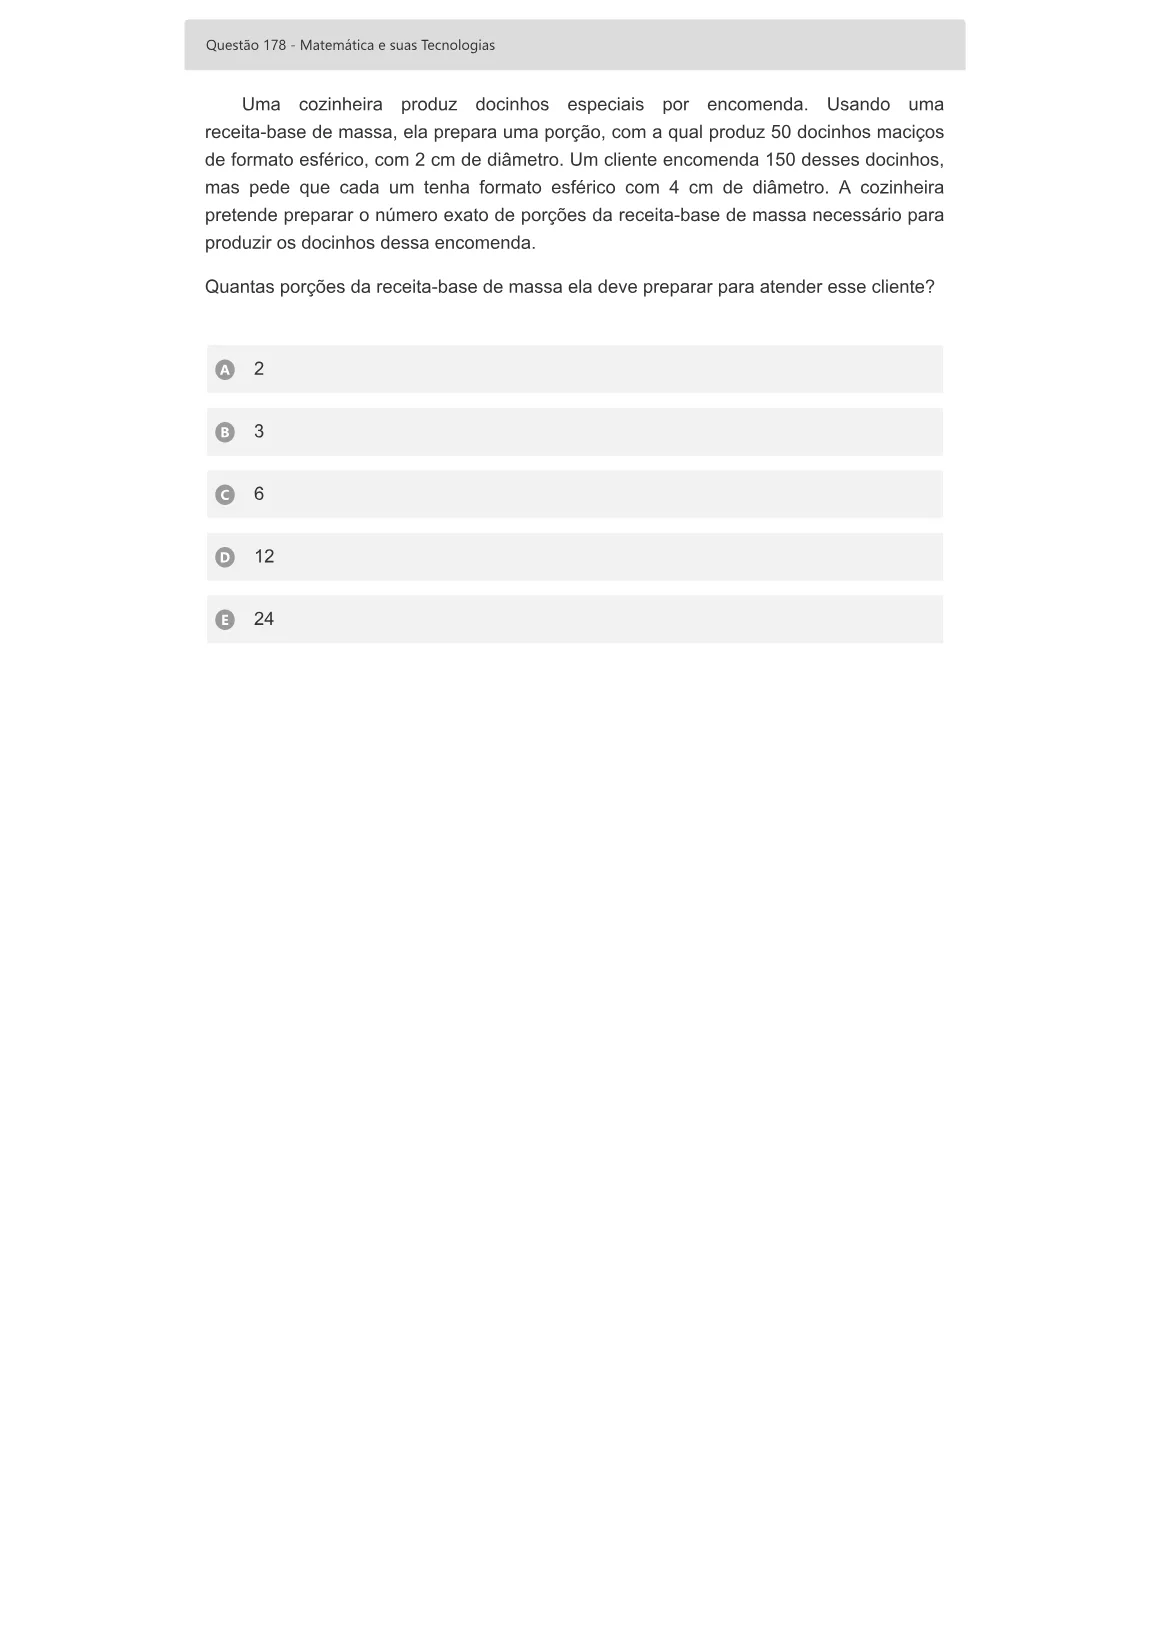 Questão 178 - Matemática e suas Tecnologias
Uma cozinheira produz docinhos especiais por encomenda. Usando uma
receita-base de massa, ela prepara uma porção, com a qual produz 50 docinhos maciços
de formato esférico, com 2 cm de diâmetro. Um cliente encomenda 150 desses docinhos,
mas pede que cada um tenha formato esférico com 4 cm de diâmetro. A cozinheira
pretende preparar o número exato de porções da receita-base de massa necessário para
produzir os docinhos dessa encomenda.
Quantas porções da receita-base de massa ela deve preparar para atender esse cliente?
A 2
B 3
C 6
D 12
E 24